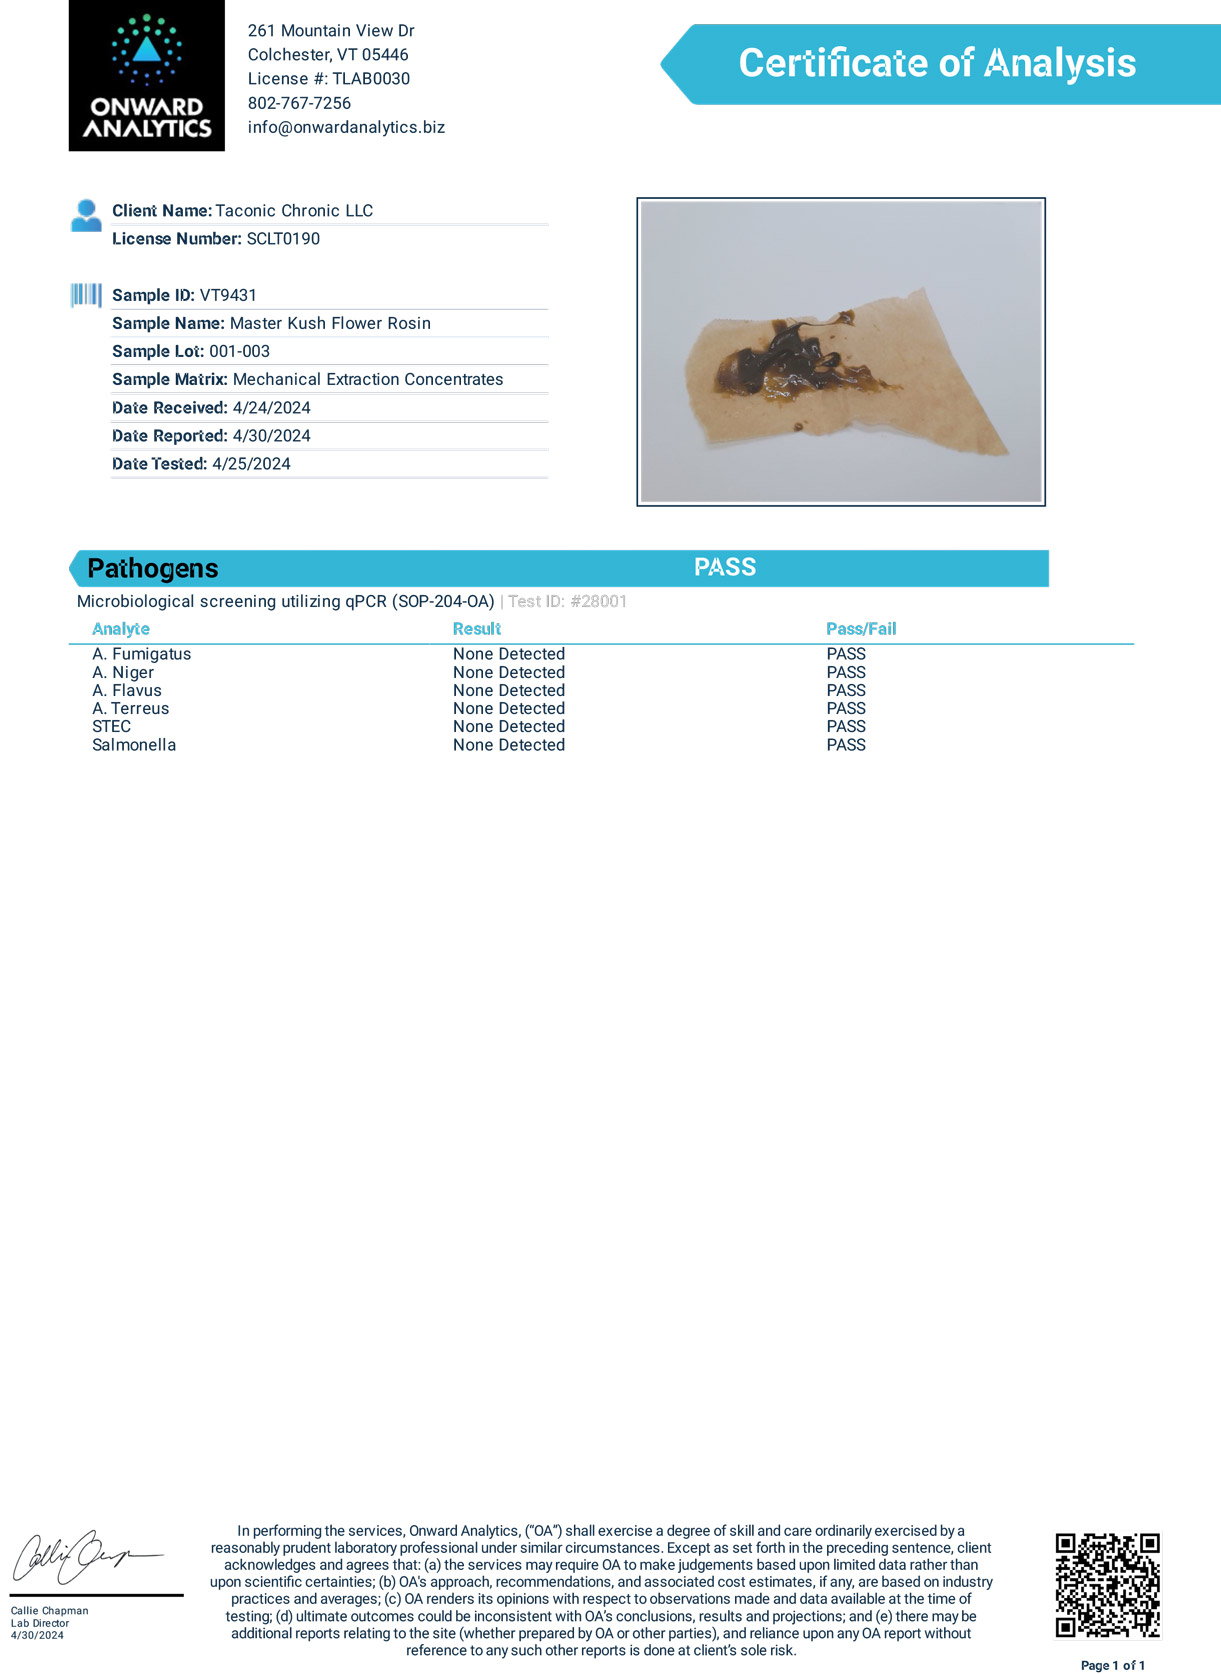 ONWARD
ANALYTICS
261 Mountain View Dr
Colchester, VT 05446
License #: TLAB0030
802-767-7256
info@onwardanalytics.biz
Certificate of Analysis
Client Name: Taconic Chronic LLC
License Number: SCLT0190
Sample ID: VT9431
Sample Name: Master Kush Flower Rosin
Sample Lot: 001-003
Sample Matrix: Mechanical Extraction Concentrates
Date Received: 4/24/2024
Date Reported: 4/30/2024
Date Tested: 4/25/2024
Pathogens PASS
Microbiological screening utilizing qPCR (SOP-204-OA) | Test ID: #28001
Analyte Result Pass/Fail
A. Fumigatus None Detected PASS
A. Niger None Detected PASS
A. Flavus None Detected PASS
A. Terreus None Detected PASS
STEC None Detected PASS
Salmonella None Detected PASS
Callie Chapman
Lab Director
4/30/2024
In performing the services, Onward Analytics, (“OA”) shall exercise a degree of skill and care ordinarily exercised by a
reasonably prudent laboratory professional under similar circumstances. Except as set forth in the preceding sentence, client
acknowledges and agrees that: (a) the services may require OA to make judgements based upon limited data rather than
upon scientific certainties; (b) OA's approach, recommendations, and associated cost estimates, if any, are based on industry
practices and averages; (c) OA renders its opinions with respect to observations made and data available at the time of
testing; (d) ultimate outcomes could be inconsistent with OA’s conclusions, results and projections; and (e) there may be
additional reports relating to the site (whether prepared by OA or other parties), and reliance upon any OA report without
reference to any such other reports is done at client’s sole risk.
Page 1 of 1